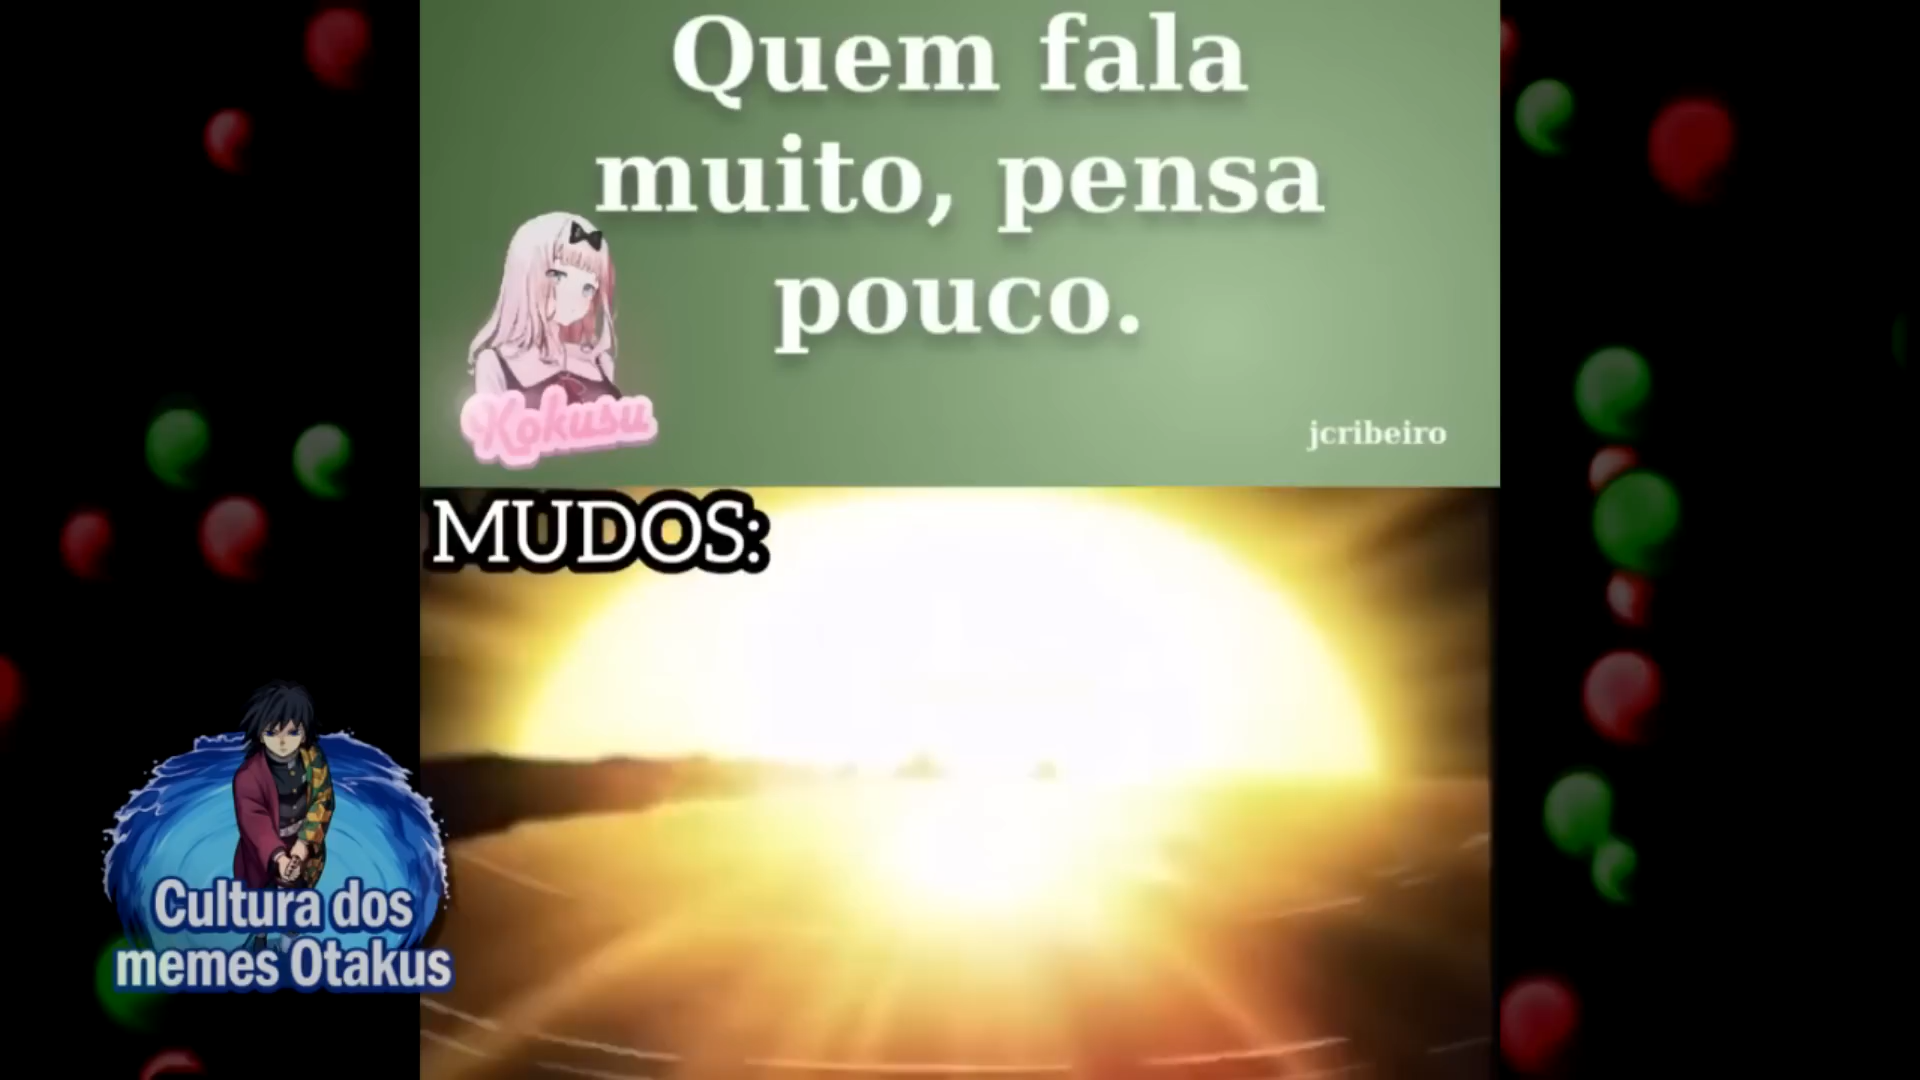 Quem fala
muito, pensa
pouco.
Kokusu
jcribeiro
MUDOS:
Cultura dos
memes Otakus